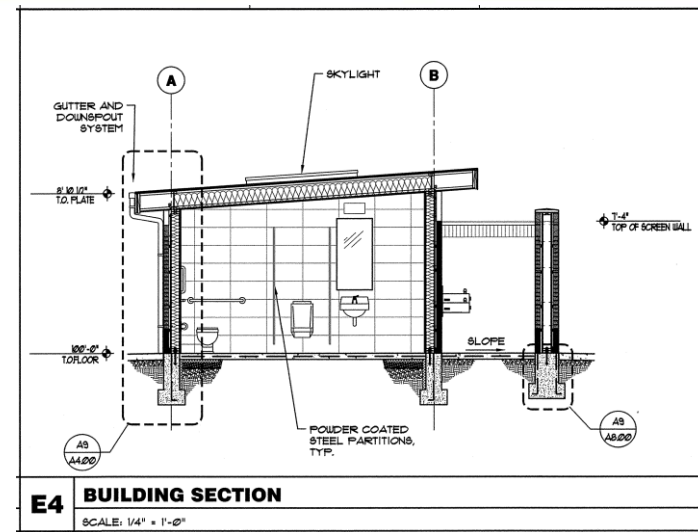 A
B
SKYLIGHT
GUTTER AND
DOWNSPOUT
SYSTEM
8' 10 1/2"
T.O. PLATE
7'-4"
TOP OF SCREEN WALL
SLOPE
100'-0"
T.O.FLOOR
POWDER COATED
STEEL PARTITIONS,
TYP.
A9
A4.00
A9
A8.00
E4
BUILDING SECTION
SCALE: 1/4" = 1'-0"